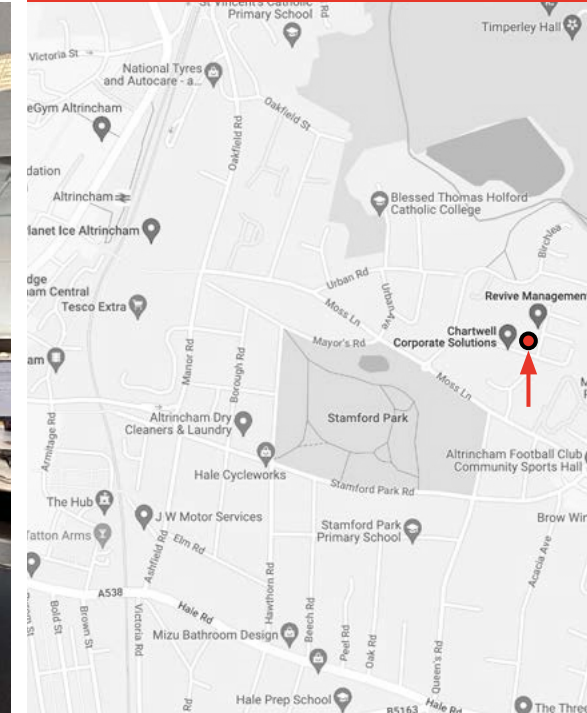 St Vincent's Catholic
Primary School
Rd
Timperley Hall
Victoria St
National Tyres
and Autocare - a...
eGym Altrincham
Oakfield St
Oakfield Rd
dation
Altrincham
Blessed Thomas Holford
Catholic College
Planet Ice Altrincham
Birchlea
Urban Rd
dge
am Central
Urban Ave
Revive Management
Tesco Extra
Moss Ln
Chartwell
Corporate Solutions
Mayor's Rd
Manor Rd
am
Borough Rd
Moss Ln
M
Altrincham Dry
Cleaners & Laundry
Stamford Park
Armitage Rd
Altrincham Football Club
Community Sports Hall
Hale Cycleworks
Stamford Park Rd
The Hub
J W Motor Services
Stamford Park
Primary School
Brow Win
Tatton Arms
Elm Rd
Ashfield Rd
Acacia Ave
A538
Hawthorn Rd
Hale Rd
Bold St
Brown St
Victoria Rd
Beech Rd
Mizu Bathroom Design
Peel Rd
Oak Rd
Queen's Rd
Hale Prep School
Rd
B5163
Hale Rd
The Three